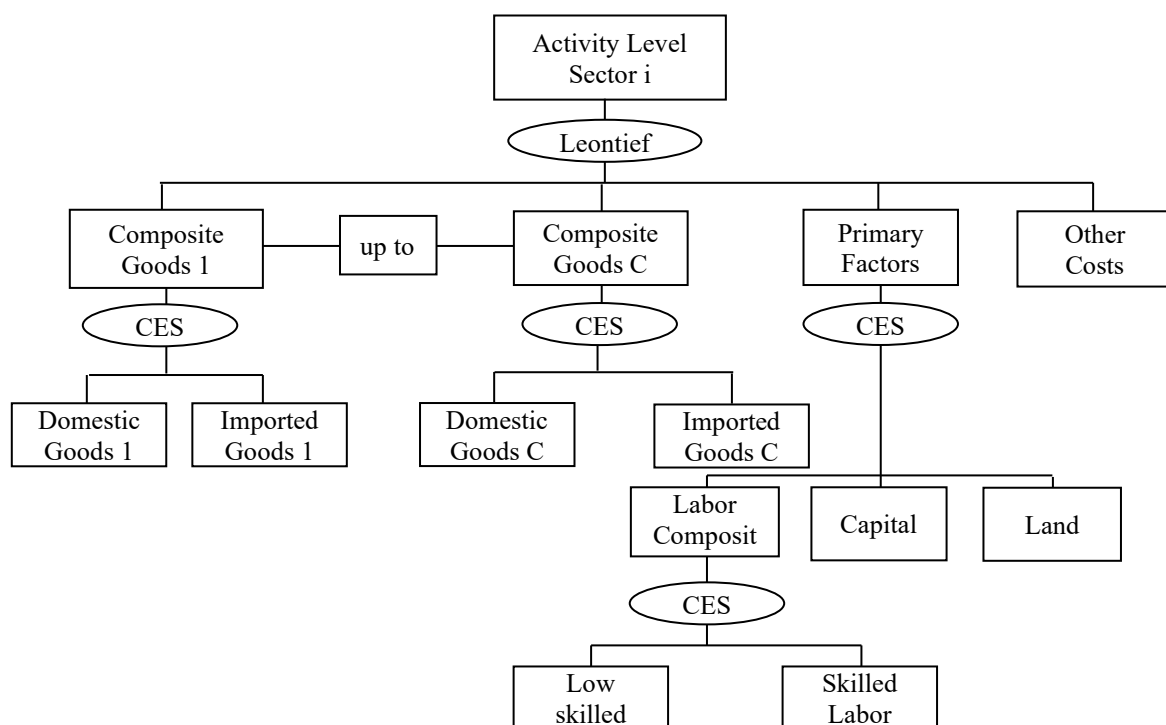 Activity Level
Sector i
Leontief
Composite
Goods 1
up to
Composite
Goods C
Primary
Factors
Other
Costs
CES
CES
CES
Domestic
Goods 1
Imported
Goods 1
Domestic
Goods C
Imported
Goods C
Labor
Composit
Capital
Land
CES
Low
skilled
Skilled
Labor